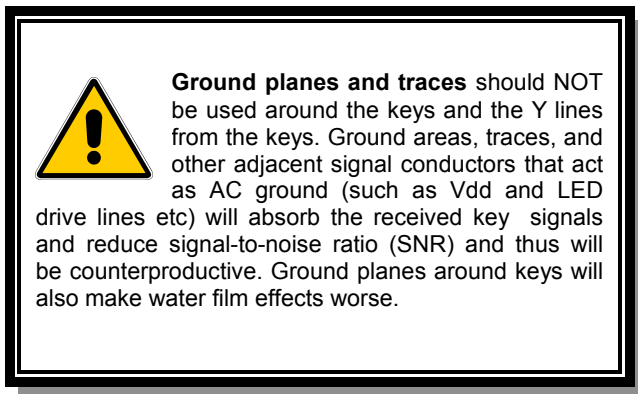 Ground planes and traces should NOT
be used around the keys and the Y lines
from the keys. Ground areas, traces, and
other adjacent signal conductors that act
as AC ground (such as Vdd and LED
drive lines etc) will absorb the received key signals
and reduce signal-to-noise ratio (SNR) and thus will
be counterproductive. Ground planes around keys will
also make water film effects worse.